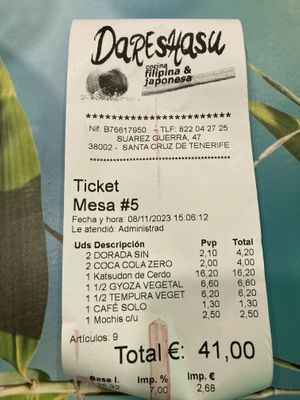 DaREsHasu
cocina
filipina &
japonesa
*****************************************
Nif: B76617950 - TLF: 822 04 27 25
SUAREZ GUERRA, 47
38002 - SANTA CRUZ DE TENERIFE
*****************************************
Ticket
Mesa #5
Fecha y hora: 08/11/2023 15:06:12
Le atendió: Administrad
Uds Descripción Pvp Total
2 DORADA SIN 2,10 4,20
2 COCA COLA ZERO 2,00 4,00
1 Katsudon de Cerdo 16,20 16,20
1 1/2 GYOZA VEGETAL 6,60 6,60
1 1/2 TEMPURA VEGET 6,20 6,20
1 CAFÉ SOLO 1,30 1,30
1 Mochis c/u 2,50 2,50
Artículos: 9
Total €: 41,00
Base I. Imp. % Imp. €
7,00 2,68